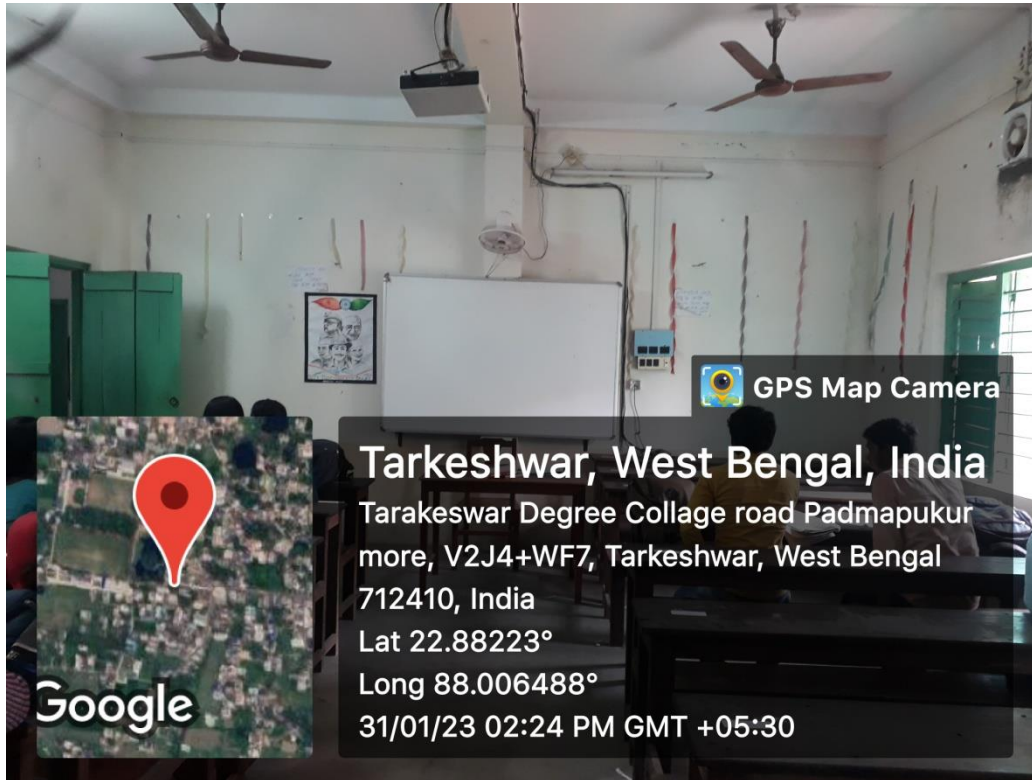 GPS Map Camera
Tarkeshwar, West Bengal, India
Tarakeswar Degree Collage road Padmapukur
more, V2J4+WF7, Tarkeshwar, West Bengal
712410, India
Lat 22.88223°
Long 88.006488°
31/01/23 02:24 PM GMT +05:30
Google